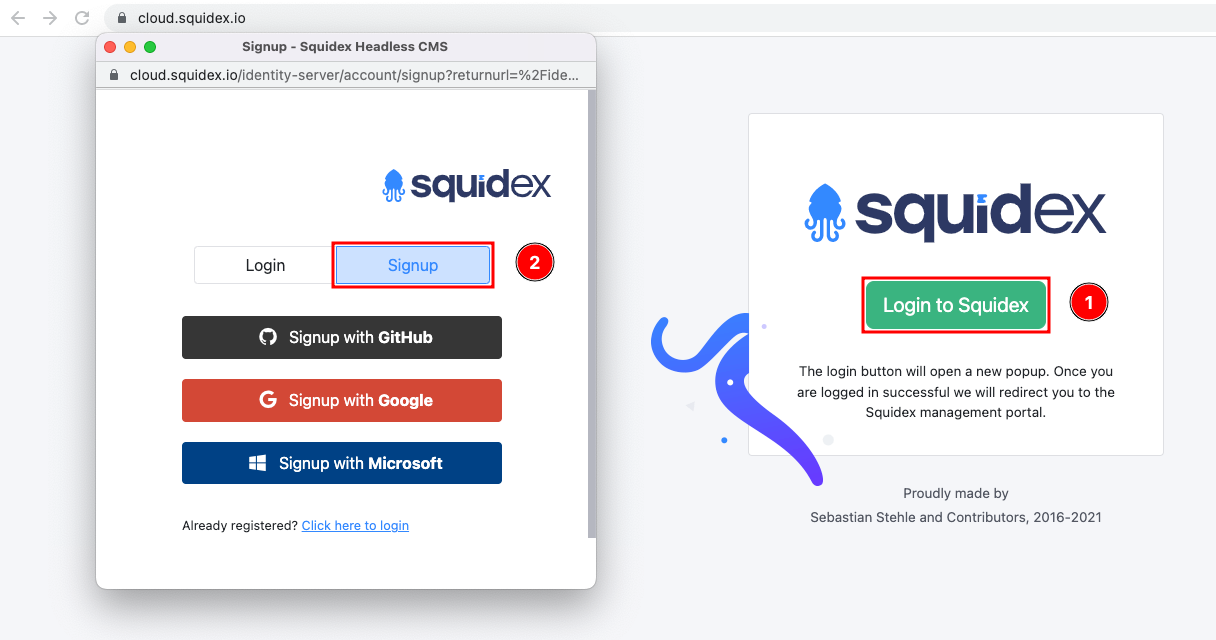 cloud.squidex.io
Signup - Squidex Headless CMS
cloud.squidex.io/identity-server/account/signup?returnurl=%2Fide...
squidex
Login
Signup
2
Signup with GitHub
Signup with Google
Signup with Microsoft
Already registered? Click here to login
squidex
Login to Squidex
1
The login button will open a new popup. Once you
are logged in successful we will redirect you to the
Squidex management portal.
Proudly made by
Sebastian Stehle and Contributors, 2016-2021